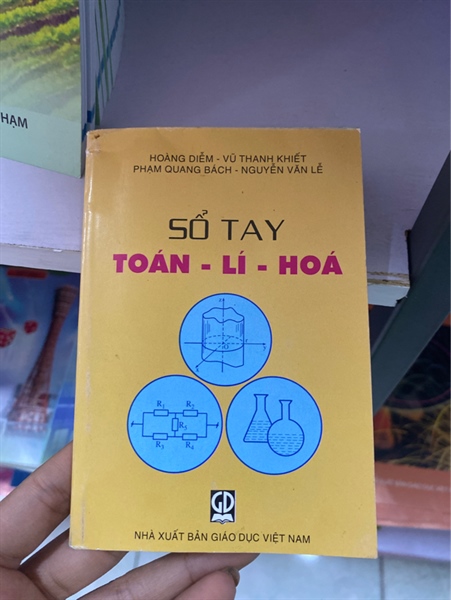 HẠM
HOÀNG DIỄM - VŨ THANH KHIẾT
PHẠM QUANG BÁCH - NGUYỄN VĂN LỄ
SỔ TAY
TOÁN - LÍ - HOÁ
R₁
R₂
R₅
R₃
R₄
GD
NHÀ XUẤT BẢN GIÁO DỤC VIỆT NAM